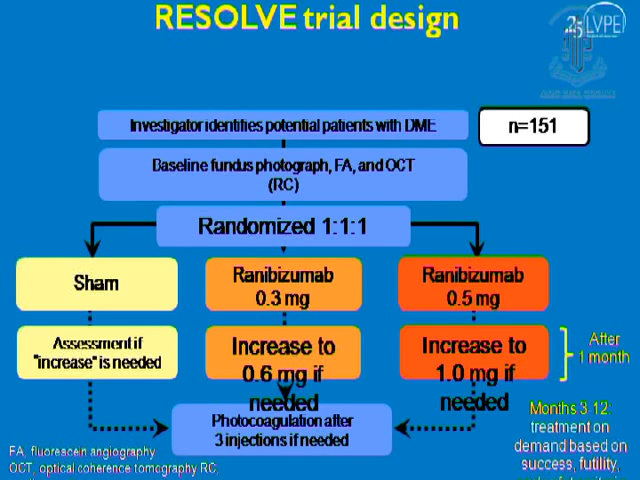 RESOLVE trial design
25 LVPEI
Investigator identifies potential patients with DME
n=151
Baseline fundus photograph, FA, and OCT
(RC)
Randomized 1:1:1
Sham
Ranibizumab
0.3 mg
Ranibizumab
0.5 mg
Assessment if
"increase" is needed
Increase to
0.6 mg if
needed
Increase to
1.0 mg if
needed
After
1 month
Photocoagulation after
3 injections if needed
Months 3-12:
treatment on
demand based on
success, futility,
FA, fluorescein angiography
OCT, optical coherence tomography RC,